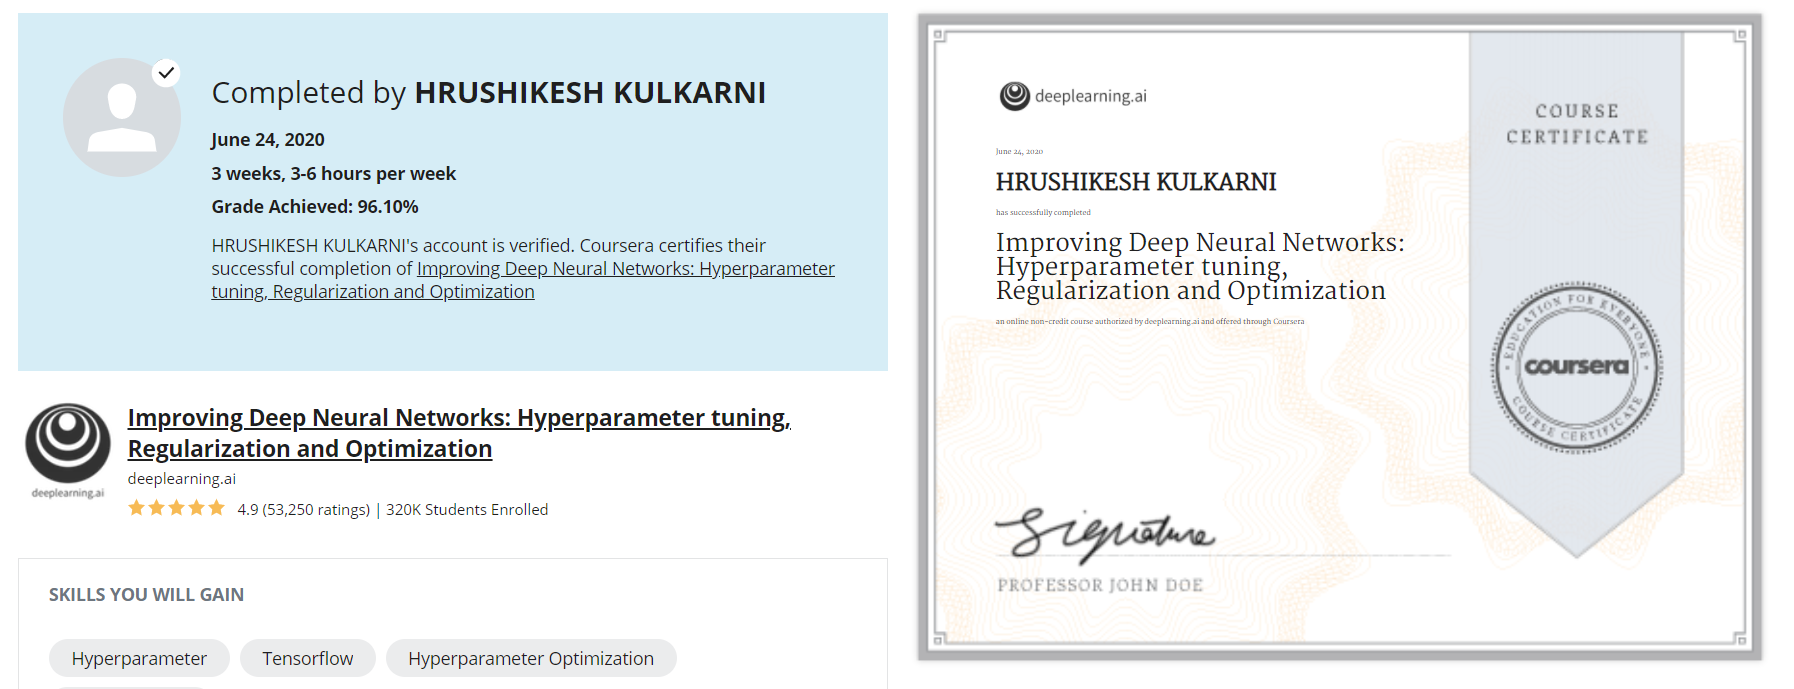 Completed by HRUSHIKESH KULKARNI
June 24, 2020
3 weeks, 3-6 hours per week
Grade Achieved: 96.10%
HRUSHIKESH KULKARNI's account is verified. Coursera certifies their
successful completion of Improving Deep Neural Networks: Hyperparameter
tuning, Regularization and Optimization
deeplearning.ai
Improving Deep Neural Networks: Hyperparameter tuning,
Regularization and Optimization
deeplearning.ai
4.9 (53,250 ratings) | 320K Students Enrolled
SKILLS YOU WILL GAIN
Hyperparameter
Tensorflow
Hyperparameter Optimization
deeplearning.ai
June 24, 2020
HRUSHIKESH KULKARNI
has successfully completed
Improving Deep Neural Networks:
Hyperparameter tuning,
Regularization and Optimization
an online non-credit course authorized by deeplearning.ai and offered through Coursera
Signature
PROFESSOR JOHN DOE
COURSE
CERTIFICATE
EDUCATION FOR EVERYONE
coursera
COURSE CERTIFICATE